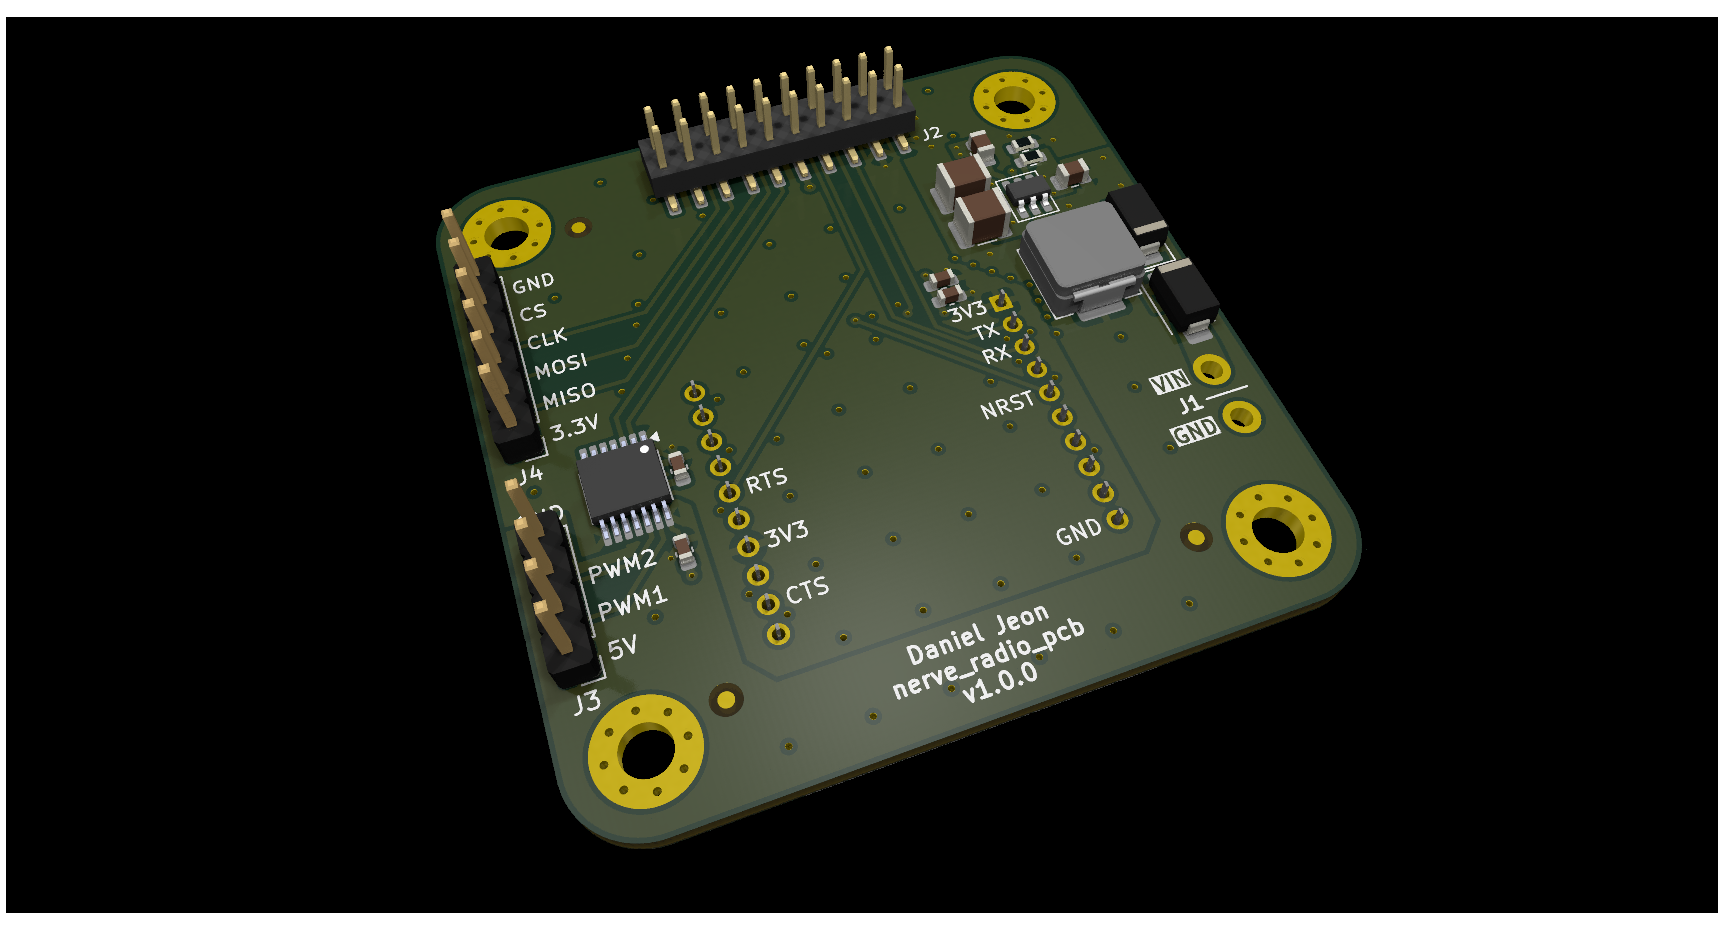 J2
GND
CS
CLK
MOSI
MISO
3.3V
J4
3V3
TX
RX
NRST
GND
VIN
J1
GND
RTS
3V3
CTS
PWM2
PWM1
5V
J3
Daniel Jeon
nerve_radio_pcb
v1.0.0